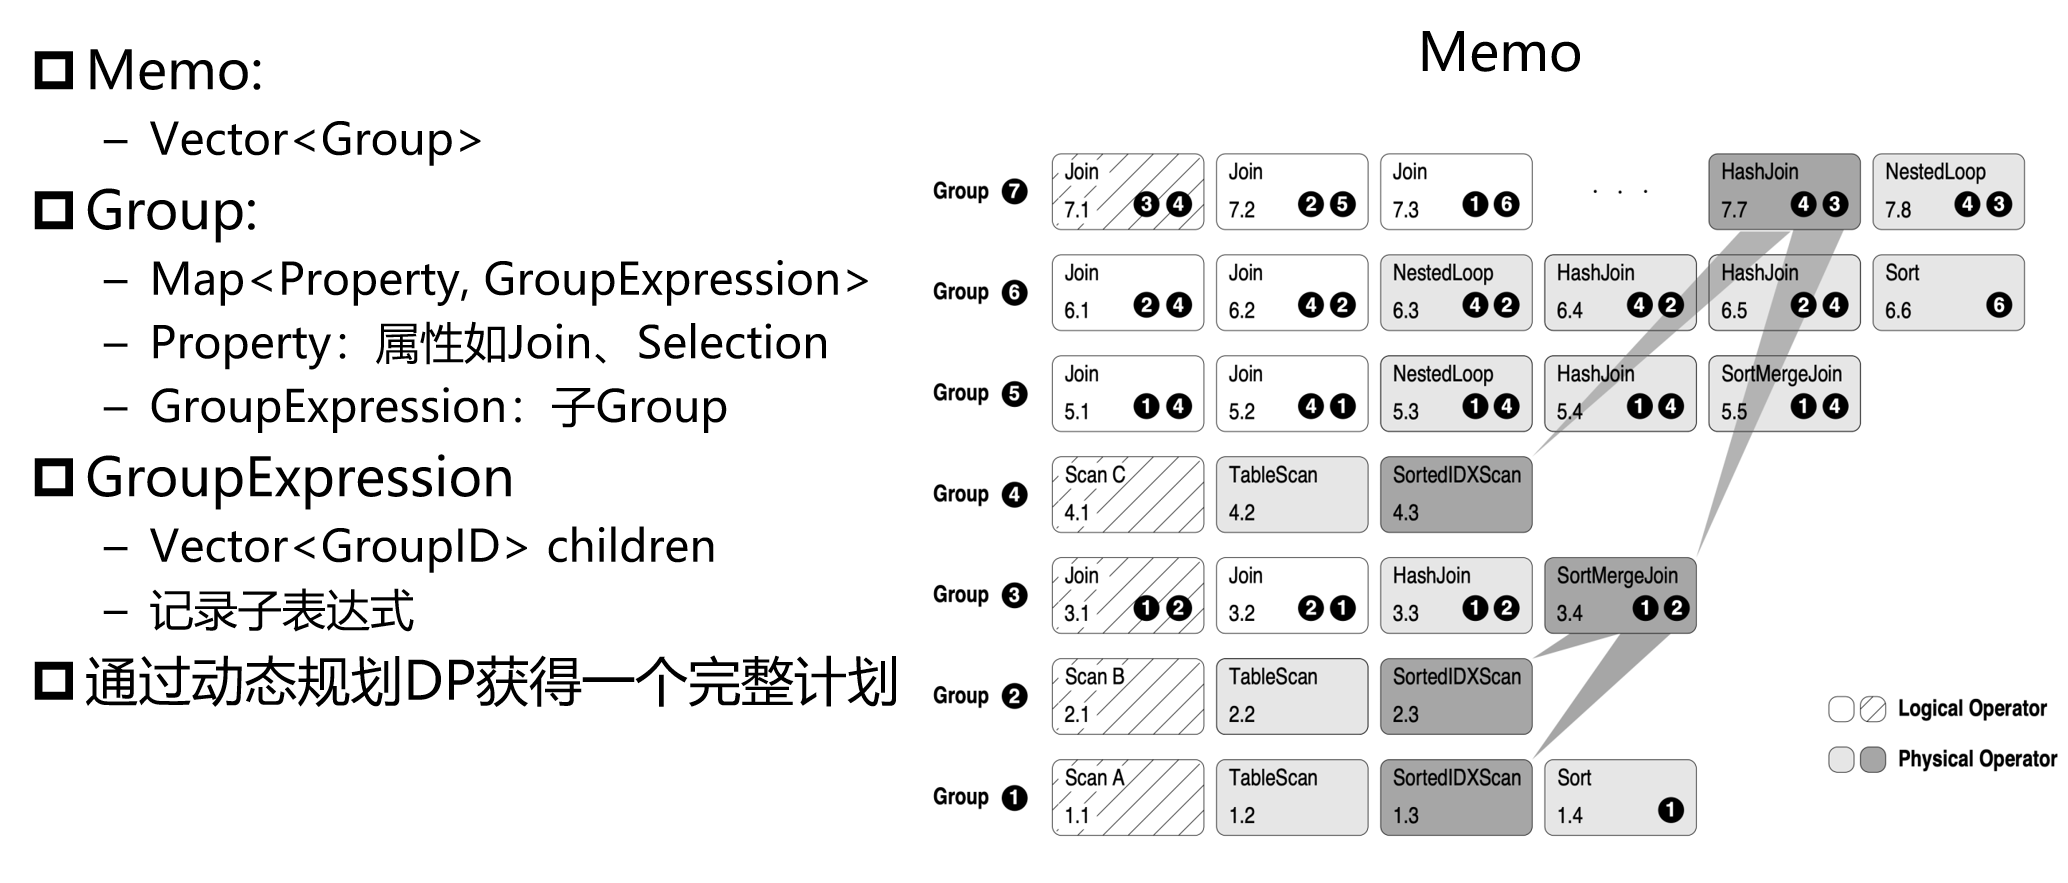 Memo:
– Vector<Group>
Group:
– Map<Property, GroupExpression>
– Property：属性如Join、Selection
– GroupExpression：子Group
GroupExpression
– Vector<GroupID> children
– 记录子表达式
通过动态规划DP获得一个完整计划
Memo
Group 7
Join
7.1 3 4
Join
7.2 2 5
Join
7.3 1 6
. . .
HashJoin
7.7 4 3
NestedLoop
7.8 4 3
Group 6
Join
6.1 2 4
Join
6.2 4 2
NestedLoop
6.3 4 2
HashJoin
6.4 4 2
HashJoin
6.5 2 4
Sort
6.6 6
Group 5
Join
5.1 1 4
Join
5.2 4 1
NestedLoop
5.3 1 4
HashJoin
5.4 1 4
SortMergeJoin
5.5 1 4
Group 4
Scan C
4.1
TableScan
4.2
SortedIDXScan
4.3
Group 3
Join
3.1 1 2
Join
3.2 2 1
HashJoin
3.3 1 2
SortMergeJoin
3.4 1 2
Group 2
Scan B
2.1
TableScan
2.2
SortedIDXScan
2.3
Group 1
Scan A
1.1
TableScan
1.2
SortedIDXScan
1.3
Sort
1.4 1
Logical Operator
Physical Operator